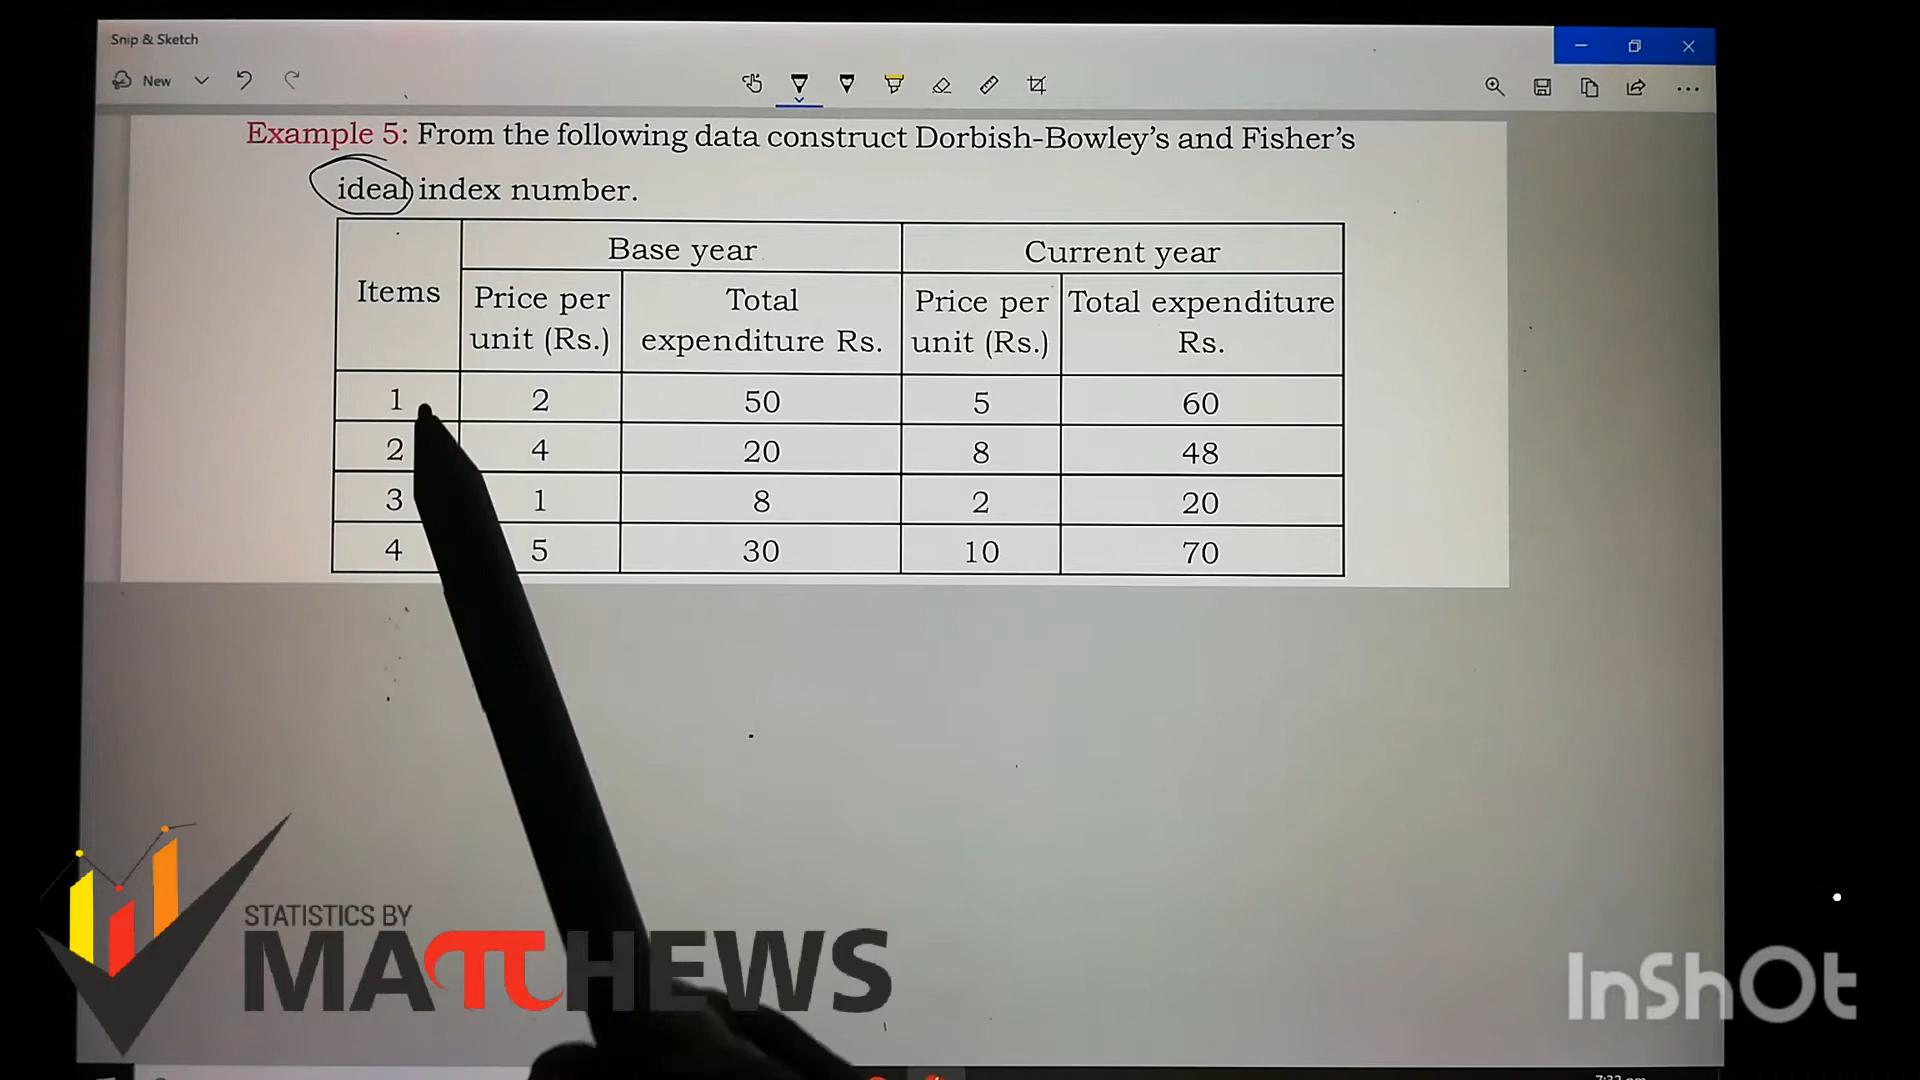 Snip & Sketch
New
Example 5: From the following data construct Dorbish-Bowley's and Fisher's
ideal index number.
Items
Base year
Current year
Price per unit (Rs.)
Total expenditure Rs.
Price per unit (Rs.)
Total expenditure Rs.
1 2 50 5 60
2 4 20 8 48
3 1 8 2 20
4 5 30 10 70
STATISTICS BY
MATHEWS
InShOt